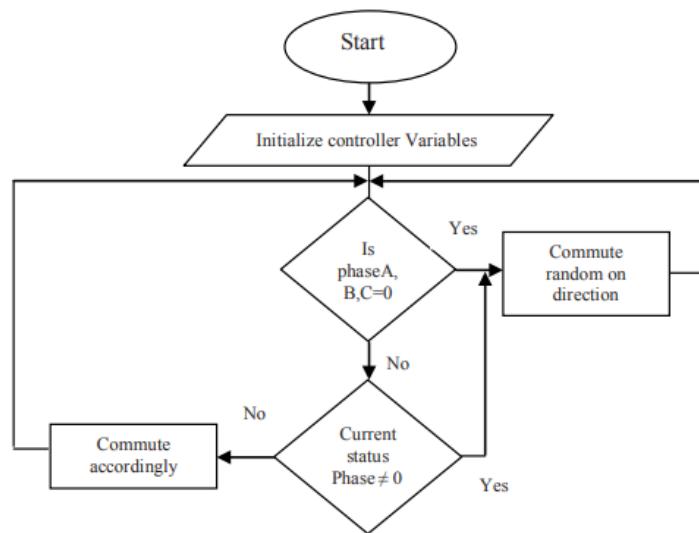 Start
Initialize controller Variables
Yes
Is
phaseA,
B,C=0
Commute
random on
direction
No
No
Commute
accordingly
Current
status
Phase ≠ 0
Yes